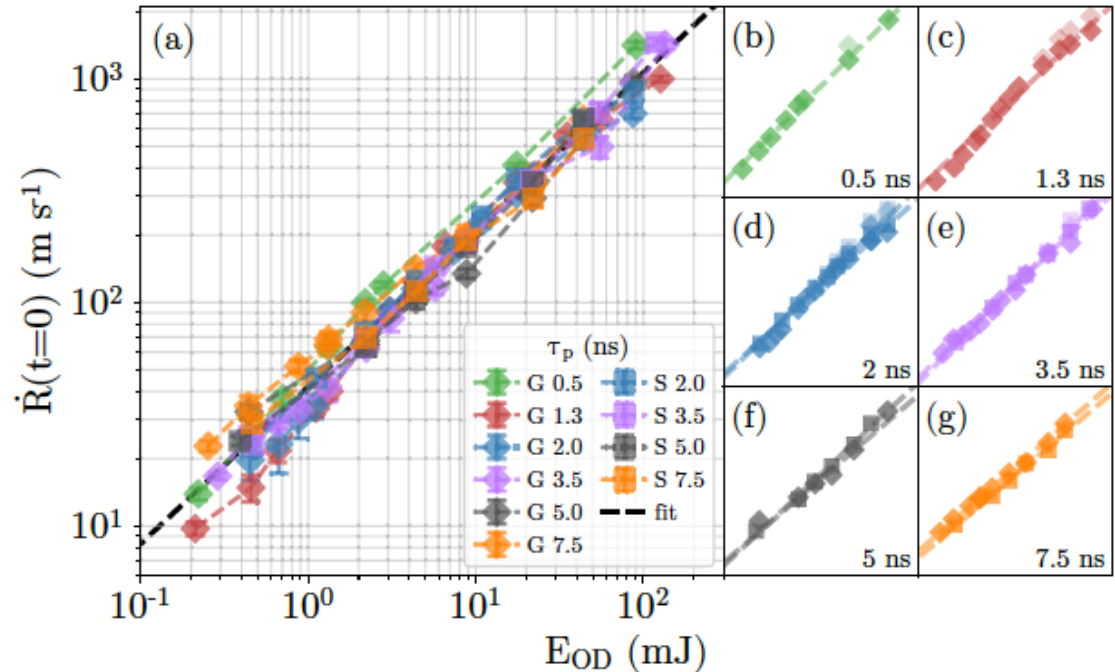 (a)
10³
10²
10¹
Ṙ(t=0) (m s⁻¹)
10⁻¹ 10⁰ 10¹ 10² 
E_OD (mJ)
τ_p (ns)
G 0.5 S 2.0
G 1.3 S 3.5
G 2.0 S 5.0
G 3.5 S 7.5
G 5.0 fit
G 7.5
(b)
0.5 ns
(c)
1.3 ns
(d)
2 ns
(e)
3.5 ns
(f)
5 ns
(g)
7.5 ns